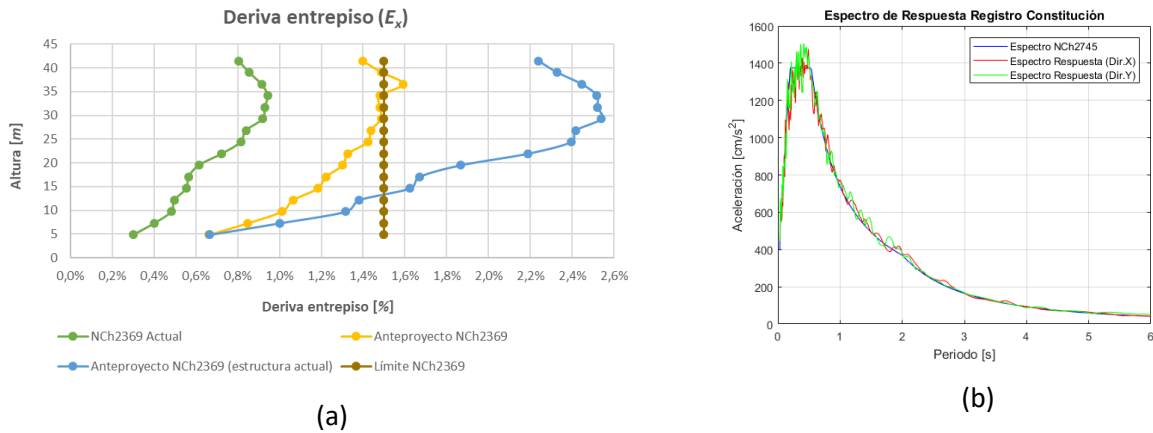 Deriva entrepiso (Ex)
Altura [m]
45
40
35
30
25
20
15
10
5
0
0,0% 0,2% 0,4% 0,6% 0,8% 1,0% 1,2% 1,4% 1,6% 1,8% 2,0% 2,2% 2,4% 2,6%
Deriva entrepiso [%]
NCh2369 Actual
Anteproyecto NCh2369
Anteproyecto NCh2369 (estructura actual)
Límite NCh2369
(a)
Espectro de Respuesta Registro Constitución
Espectro NCh2745
Espectro Respuesta (Dir.X)
Espectro Respuesta (Dir.Y)
Aceleración [cm/s²]
1600
1400
1200
1000
800
600
400
200
0
0 1 2 3 4 5 6
Periodo [s]
(b)